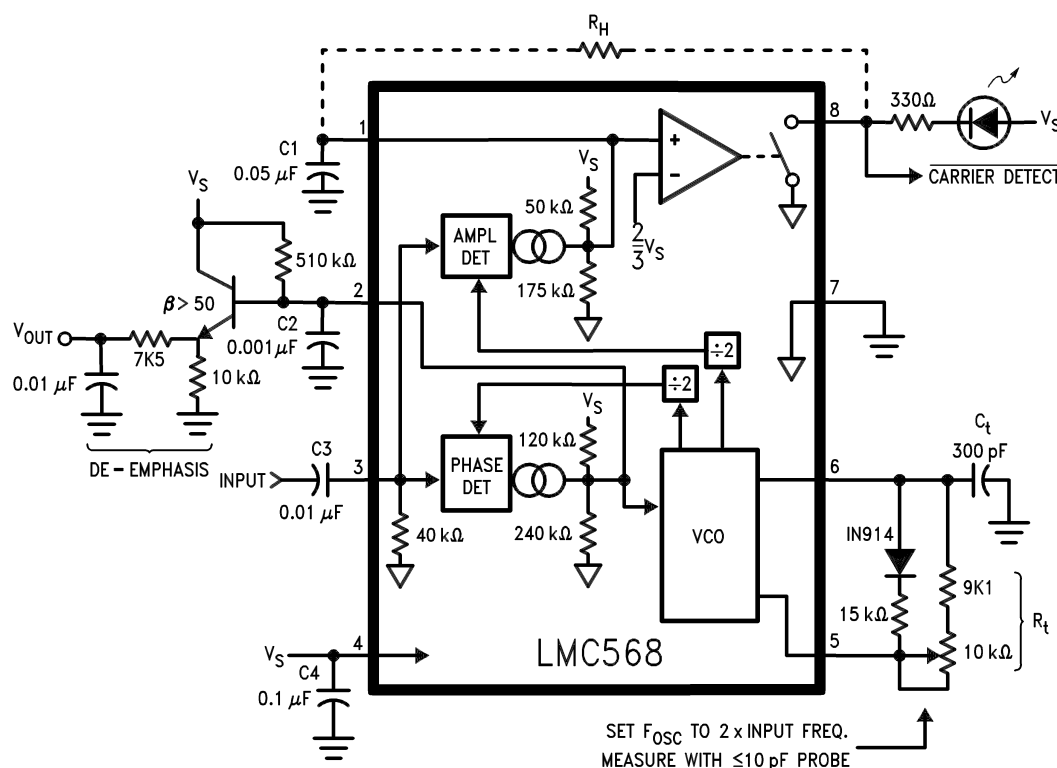 R_H
1
8
330Ω
V_S
C1
0.05 μF
V_S
+
−
CARRIER DETECT
V_S
50 kΩ
2/3 V_S
AMPL
DET
175 kΩ
510 kΩ
β > 50
2
7
C2
0.001 μF
V_OUT
7K5
10 kΩ
0.01 μF
÷2
÷2
V_S
DE-EMPHASIS
C3
3
INPUT
0.01 μF
120 kΩ
PHASE
DET
240 kΩ
40 kΩ
VCO
6
C_t
300 pF
IN914
9K1
15 kΩ
R_t
10 kΩ
5
V_S
4
C4
0.1 μF
LMC568
SET F_OSC TO 2 x INPUT FREQ.
MEASURE WITH ≤10 pF PROBE